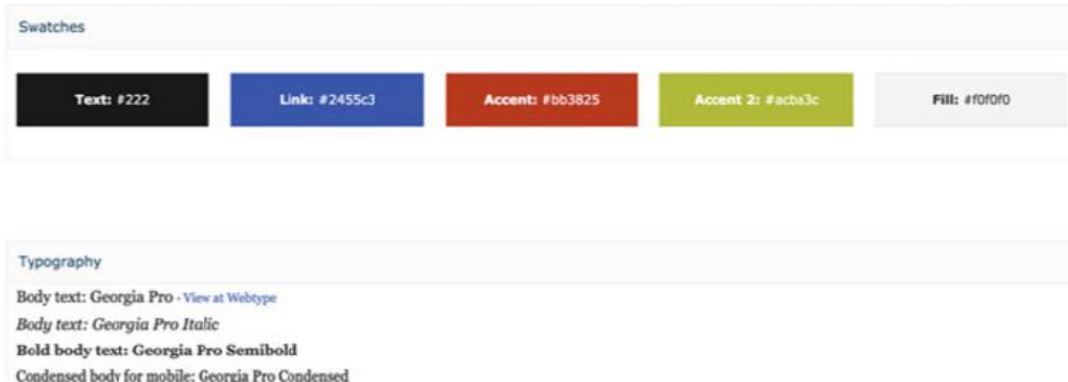 Swatches
Text: #222
Link: #2455c3
Accent: #bb3825
Accent 2: #acba3c
Fill: #f0f0f0
Typography
Body text: Georgia Pro - View at Webtype
Body text: Georgia Pro Italic
Bold body text: Georgia Pro Semibold
Condensed body for mobile: Georgia Pro Condensed